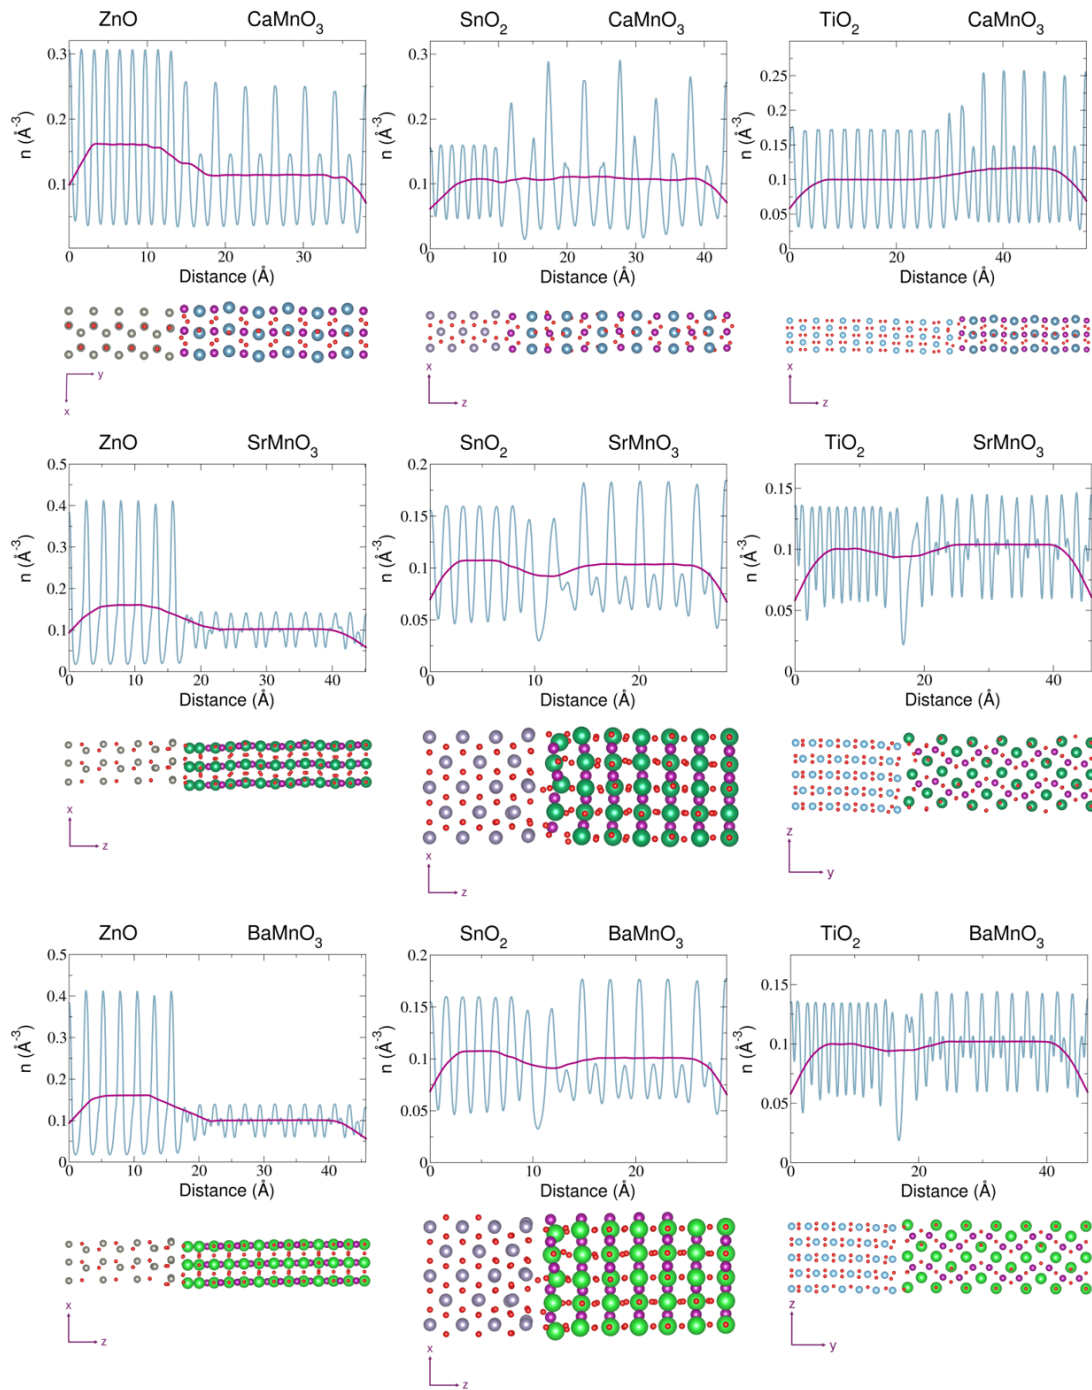 ZnO CaMnO3
0.3
0.2
0.1
n (Å-3)
0 10 20 30
Distance (Å)
y
x
SnO2 CaMnO3
0.3
0.2
0.1
0
n (Å-3)
0 10 20 30 40
Distance (Å)
x
z
TiO2 CaMnO3
0.25
0.2
0.15
0.1
0.05
0
n (Å-3)
0 20 40
Distance (Å)
x
z
ZnO SrMnO3
0.5
0.4
0.3
0.2
0.1
0
n (Å-3)
0 10 20 30 40
Distance (Å)
x
z
SnO2 SrMnO3
0.2
0.15
0.1
0.05
0
n (Å-3)
0 10 20
Distance (Å)
x
z
TiO2 SrMnO3
0.15
0.1
0.05
0
n (Å-3)
0 20 40
Distance (Å)
z
y
ZnO BaMnO3
0.5
0.4
0.3
0.2
0.1
0
n (Å-3)
0 10 20 30 40
Distance (Å)
x
z
SnO2 BaMnO3
0.2
0.15
0.1
0.05
0
n (Å-3)
0 10 20
Distance (Å)
x
z
TiO2 BaMnO3
0.15
0.1
0.05
0
n (Å-3)
0 20 40
Distance (Å)
z
y